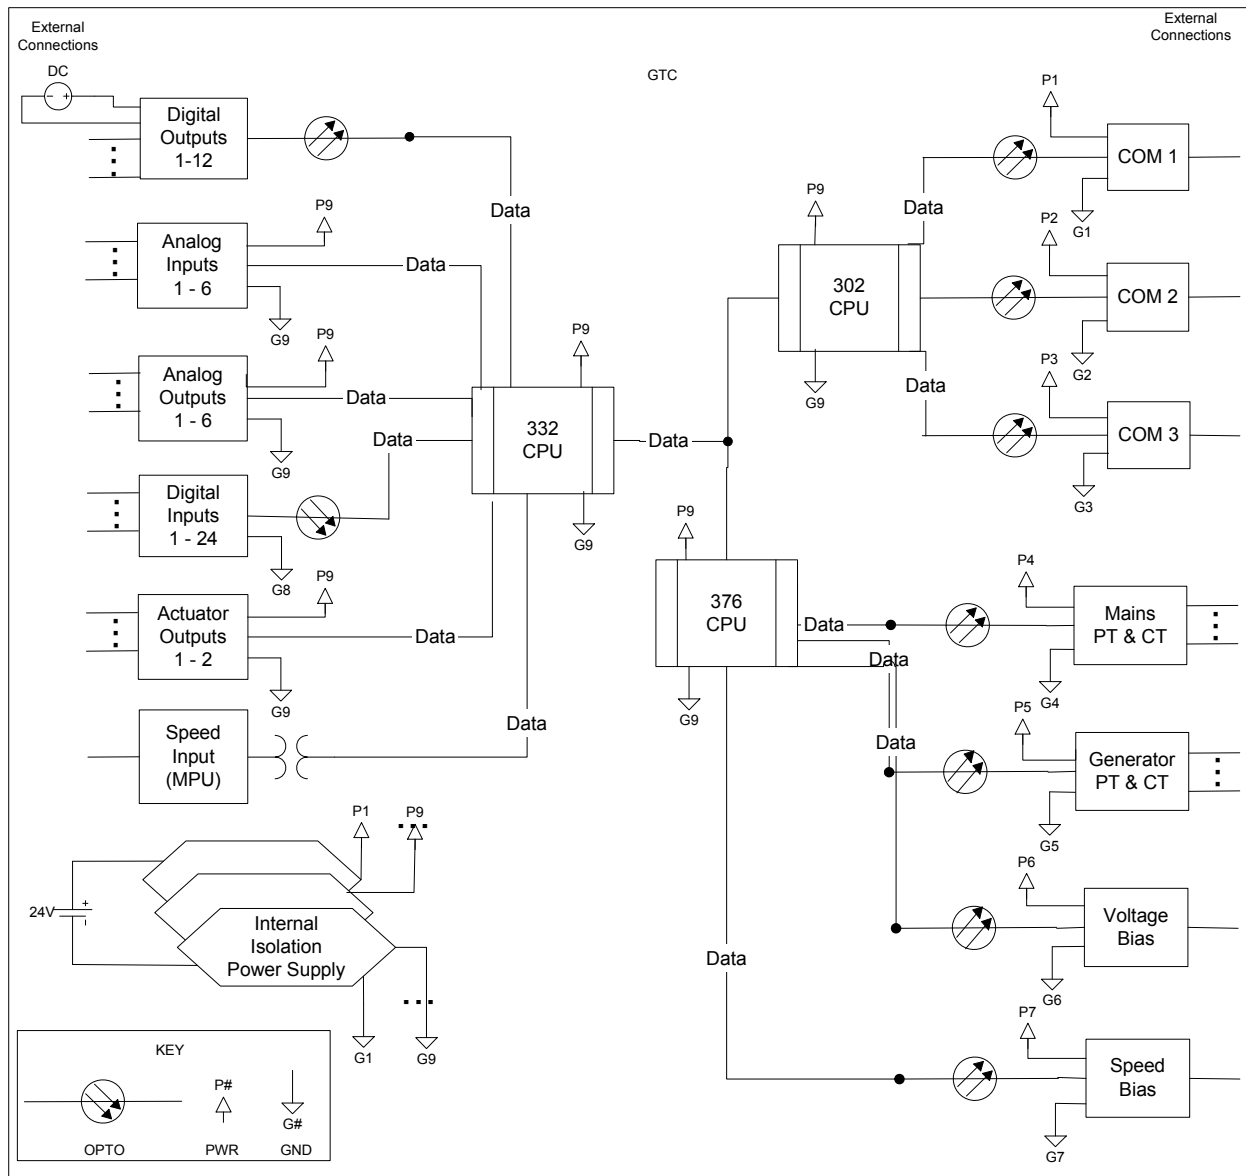 External
Connections
External
Connections
GTC
DC
- +
Digital
Outputs
1-12
Data
P9
Analog
Inputs
1 - 6
Data
G9
P9
Analog
Outputs
1 - 6
Data
G9
Digital
Inputs
1 - 24
Data
G8
P9
Actuator
Outputs
1 - 2
Data
G9
Speed
Input
(MPU)
Data
P9
332
CPU
Data
G9
P9
302
CPU
G9
Data
Data
P1
COM 1
G1
P2
COM 2
G2
P3
COM 3
G3
P9
376
CPU
G9
Data
Data
Data
Data
P4
Mains
PT & CT
G4
P5
Generator
PT & CT
G5
P6
Voltage
Bias
G6
P7
Speed
Bias
G7
P1
P9
24V
+
-
Internal
Isolation
Power Supply
G1
G9
KEY
P#
G#
OPTO
PWR
GND